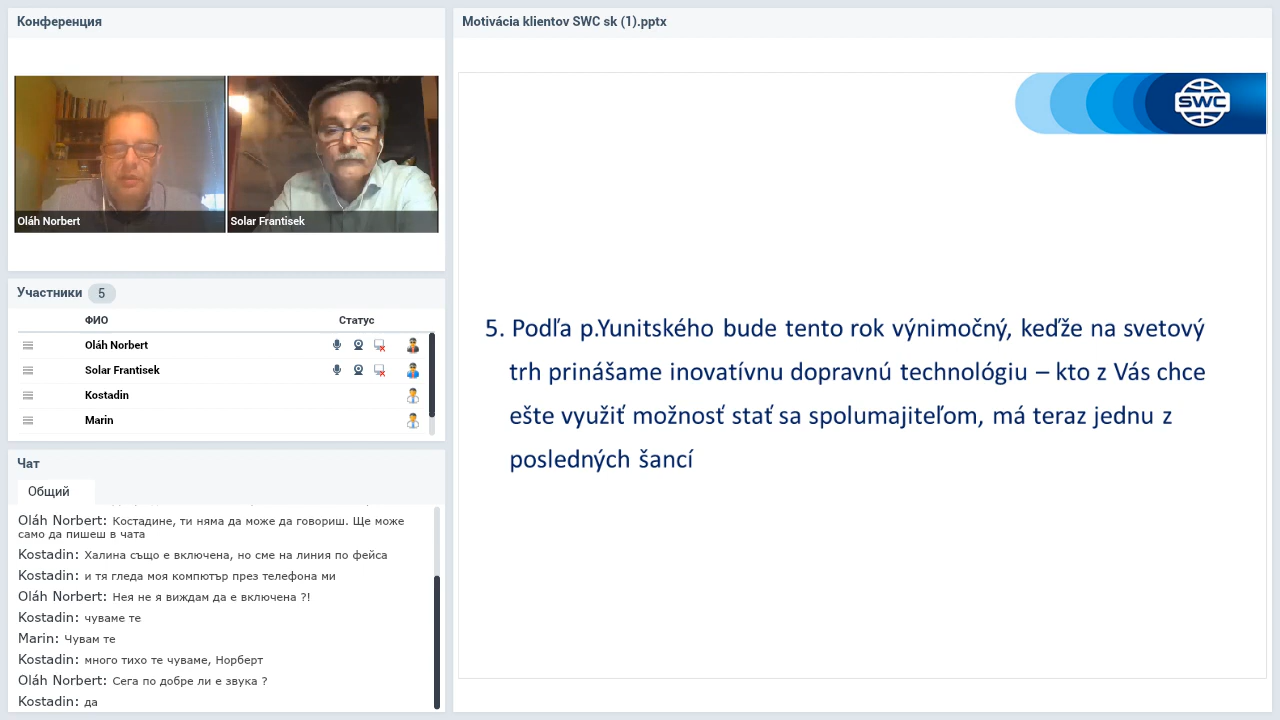 Конференция
Oláh Norbert
Solar Frantisek
Участники 5
ФИО Статус
Oláh Norbert
Solar Frantisek
Kostadin
Marin
Чат
Общий
Oláh Norbert: Костадине, ти няма да може да говориш. Ще може
само да пишеш в чата
Kostadin: Халина също е включена, но сме на линия по фейса
Kostadin: и тя гледа моя компютър през телефона ми
Oláh Norbert: Нея не я виждам да е включена ?!
Kostadin: чуваме те
Marin: Чувам те
Kostadin: много тихо те чуваме, Норберт
Oláh Norbert: Сега по добре ли е звука ?
Kostadin: да
Motivácia klientov SWC sk (1).pptx
SWC
5. Podľa p.Yunitského bude tento rok výnimočný, keďže na svetový
trh prinášame inovatívnu dopravnú technológiu – kto z Vás chce
ešte využiť možnosť stať sa spolumajiteľom, má teraz jednu z
posledných šancí